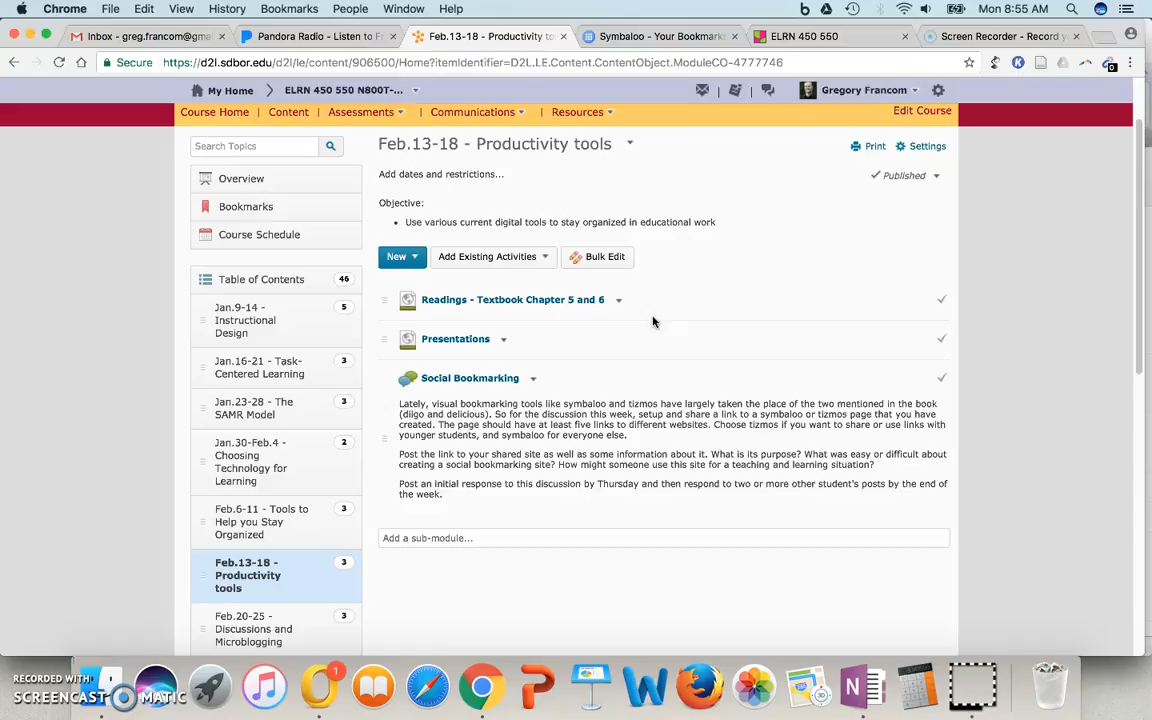 Chrome File Edit View History Bookmarks People Window Help Mon 8:55 AM
Inbox - greg.francom@gma Pandora Radio - Listen to F Feb.13-18 - Productivity to Symbaloo - Your Bookmark ELRN 450 550 Screen Recorder - Record y
Secure https://d2l.sdbor.edu/d2l/le/content/906500/Home?itemIdentifier=D2L.LE.Content.ContentObject.ModuleCO-4777746
My Home ELRN 450 550 N800T-... Gregory Francom
Course Home Content Assessments Communications Resources Edit Course
Search Topics
Overview
Bookmarks
Course Schedule
Table of Contents 46
Jan.9-14 - 5
Instructional
Design
Jan.16-21 - Task- 3
Centered Learning
Jan.23-28 - The 3
SAMR Model
Jan.30-Feb.4 - 2
Choosing
Technology for
Learning
Feb.6-11 - Tools to 3
Help you Stay
Organized
Feb.13-18 - 3
Productivity
tools
Feb.20-25 - 3
Discussions and
Microblogging
Feb.13-18 - Productivity tools
Print Settings
Add dates and restrictions...
Published
Objective:
• Use various current digital tools to stay organized in educational work
New Add Existing Activities Bulk Edit
Readings - Textbook Chapter 5 and 6
Presentations
Social Bookmarking
Lately, visual bookmarking tools like symbaloo and tizmos have largely taken the place of the two mentioned in the book
(diigo and delicious). So for the discussion this week, setup and share a link to a symbaloo or tizmos page that you have
created. The page should have at least five links to different websites. Choose tizmos if you want to share or use links with
younger students, and symbaloo for everyone else.
Post the link to your shared site as well as some information about it. What is its purpose? What was easy or difficult about
creating a social bookmarking site? How might someone use this site for a teaching and learning situation?
Post an initial response to this discussion by Thursday and then respond to two or more other student's posts by the end of
the week.
Add a sub-module...
RECORDED WITH
SCREENCAST MATIC
1